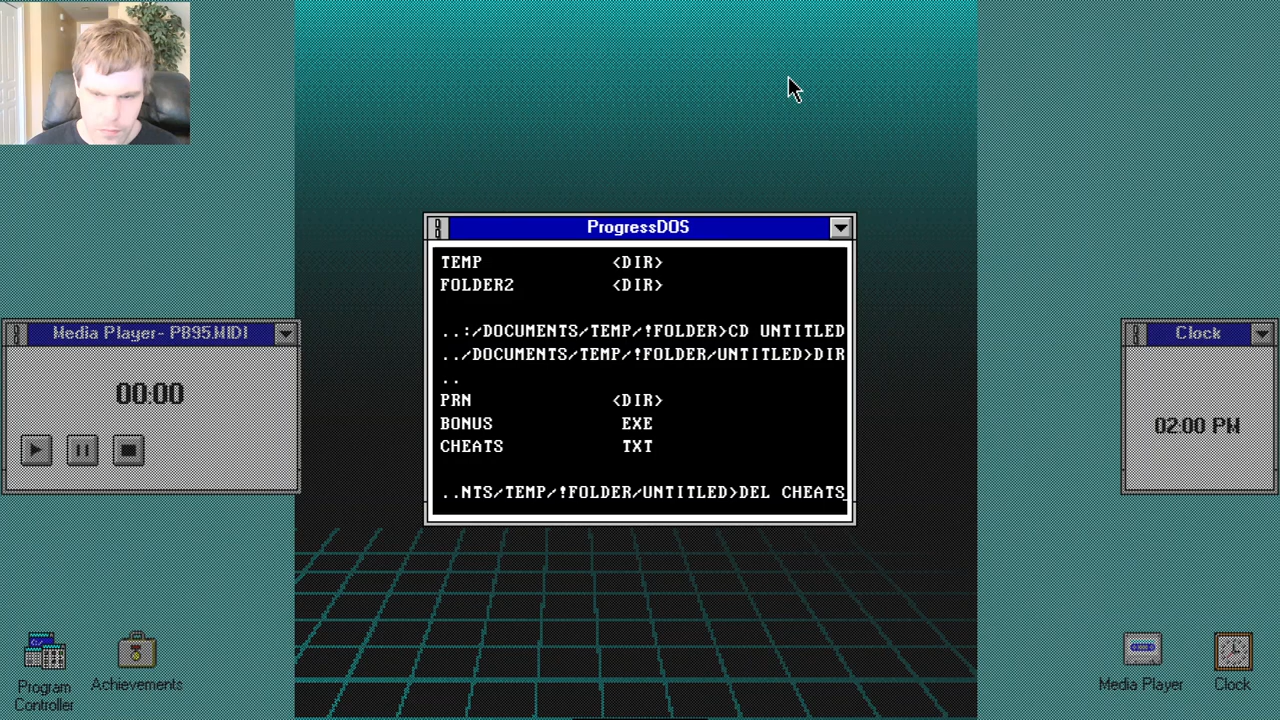 ProgressDOS
TEMP <DIR>
FOLDER2 <DIR>
..:/DOCUMENTS/TEMP/!FOLDER>CD UNTITLED
../DOCUMENTS/TEMP/!FOLDER/UNTITLED>DIR
..
PRN <DIR>
BONUS EXE
CHEATS TXT
..NTS/TEMP/!FOLDER/UNTITLED>DEL CHEATS_
Media Player- PB95.MIDI
00:00
Clock
02:00 PM
Program
Controller
Achievements
Media Player
Clock